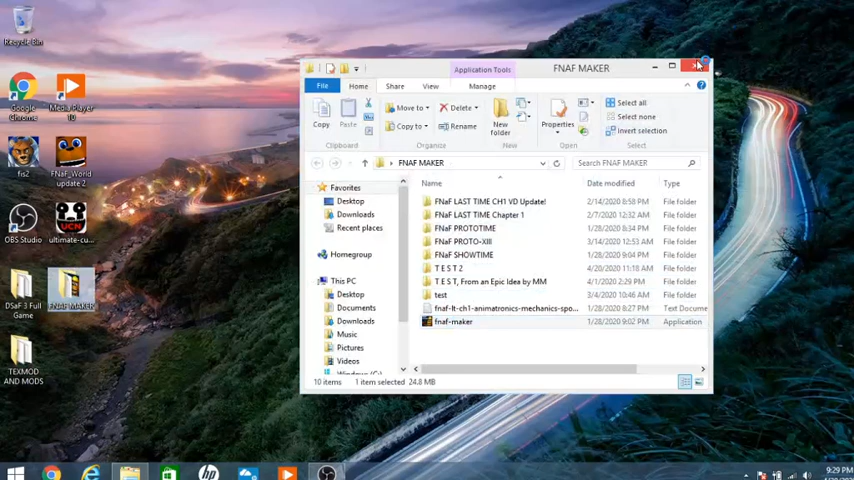 Recycle Bin
Google Chrome
Media Player 10
fis2
FNaF_World update 2
OBS Studio
ultimate-cu...
DSaF 3 Full Game
FNAF MAKER
TEXMOD AND MODS
Application Tools
FNAF MAKER
File
Home
Share
View
Manage
Copy
Paste
Move to
Copy to
Delete
Rename
New folder
Properties
Select all
Select none
Invert selection
Clipboard
Organize
New
Open
Select
FNAF MAKER
Search FNAF MAKER
Favorites
Desktop
Downloads
Recent places
Homegroup
This PC
Desktop
Documents
Downloads
Music
Pictures
Videos
Name
Date modified
Type
FNaF LAST TIME CH1 VD Update! 2/14/2020 8:58 PM File folder
FNaF LAST TIME Chapter 1 2/7/2020 12:32 AM File folder
FNAF PROTOTIME 1/28/2020 8:34 PM File folder
FNAF PROTO-XIII 3/14/2020 12:53 AM File folder
FNAF SHOWTIME 1/28/2020 9:04 PM File folder
T E S T 2 4/20/2020 11:18 AM File folder
T E S T, From an Epic Idea by MM 4/1/2020 2:29 PM File folder
test 3/4/2020 10:46 AM File folder
fnaf-lt-ch1-animatronics-mechanics-spo... 1/28/2020 8:27 PM Text Docume
fnaf-maker 1/28/2020 9:02 PM Application
10 items
1 item selected 24.8 MB
hp
9:29 PM